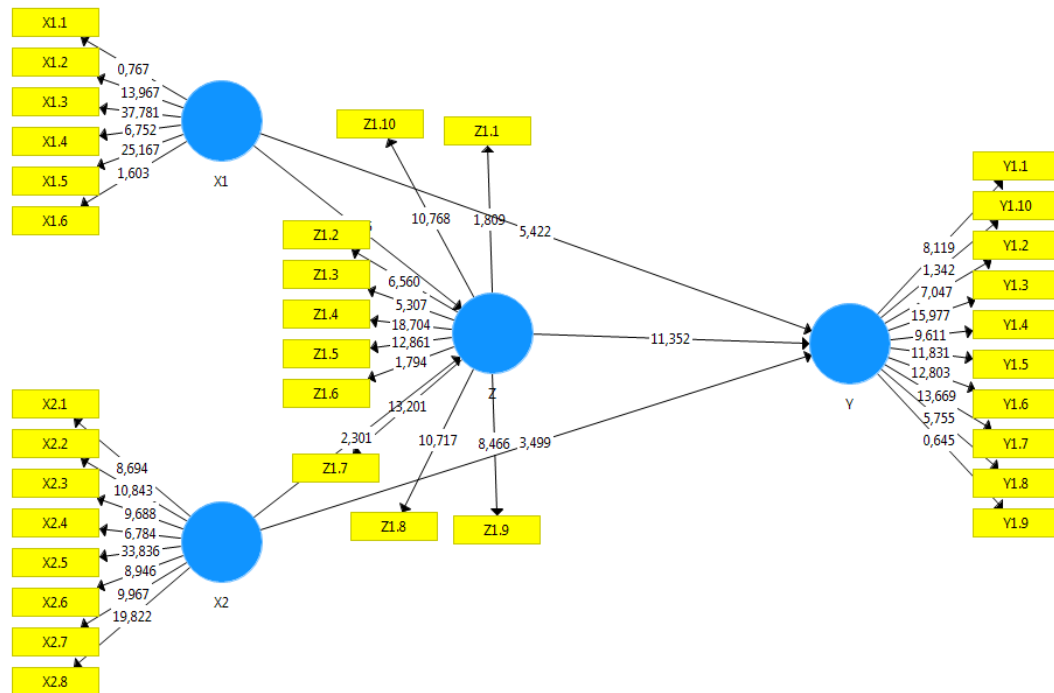 X1.1
X1.2
X1.3
X1.4
X1.5
X1.6
0,767
13,967
37,781
6,752
25,167
1,603
X1
Z1.10
Z1.1
10,768
1,809
5,422
Z1.2
Z1.3
Z1.4
Z1.5
Z1.6
6,560
5,307
18,704
12,861
1,794
Z
11,352
13,201
2,301
Z1.7
10,717
8,466
3,499
Z1.8
Z1.9
X2.1
X2.2
X2.3
X2.4
X2.5
X2.6
X2.7
X2.8
8,694
10,843
9,688
6,784
33,836
8,946
9,967
19,822
X2
Y
8,119
1,342
7,047
15,977
9,611
11,831
12,803
13,669
5,755
0,645
Y1.1
Y1.10
Y1.2
Y1.3
Y1.4
Y1.5
Y1.6
Y1.7
Y1.8
Y1.9